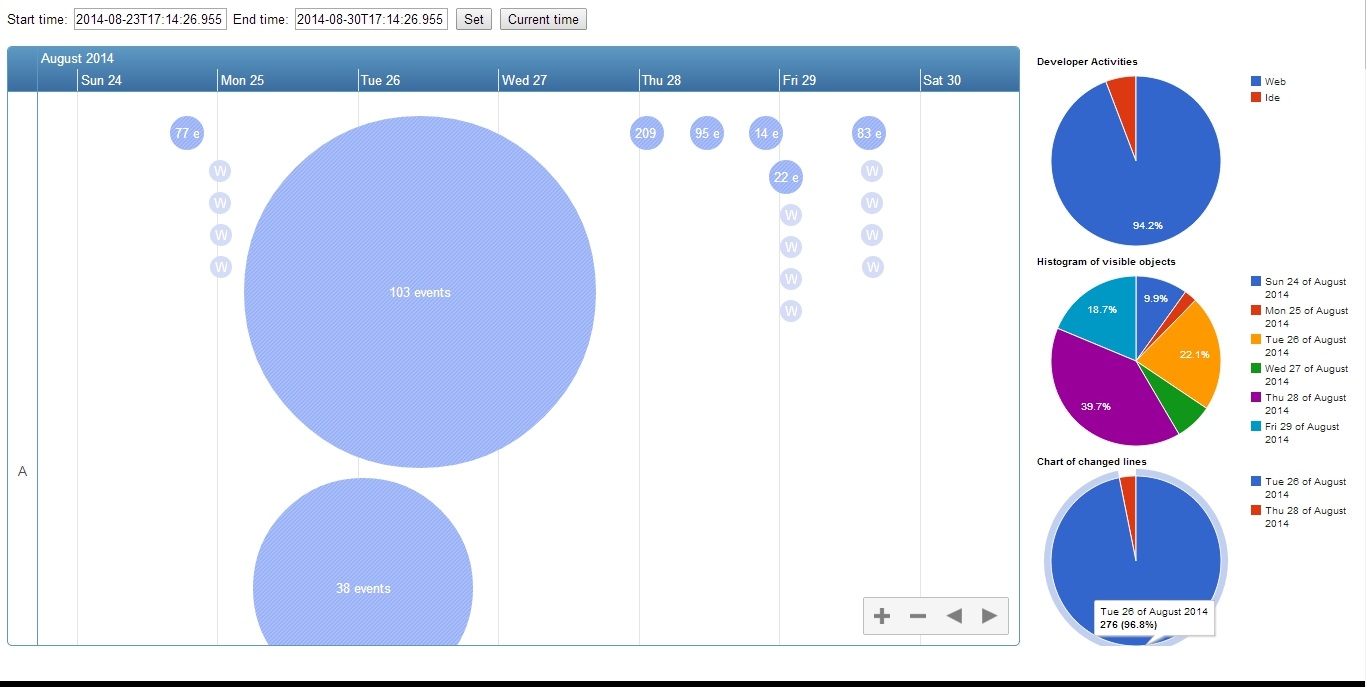 Start time: 2014-08-23T17:14:26.955 End time: 2014-08-30T17:14:26.955 Set Current time
August 2014
Sun 24 Mon 25 Tue 26 Wed 27 Thu 28 Fri 29 Sat 30
77 e 209 95 e 14 e 83 e
W W
22 e
W W W
W W W
W W W
W
103 events
A
38 events
Developer Activities
Web
Ide
94.2%
Histogram of visible objects
Sun 24 of August
2014
Mon 25 of August
2014
Tue 26 of August
2014
Wed 27 of August
2014
Thu 28 of August
2014
Fri 29 of August
2014
9.9%
18.7%
22.1%
39.7%
Chart of changed lines
Tue 26 of August
2014
Thu 28 of August
2014
Tue 26 of August 2014
276 (96.8%)